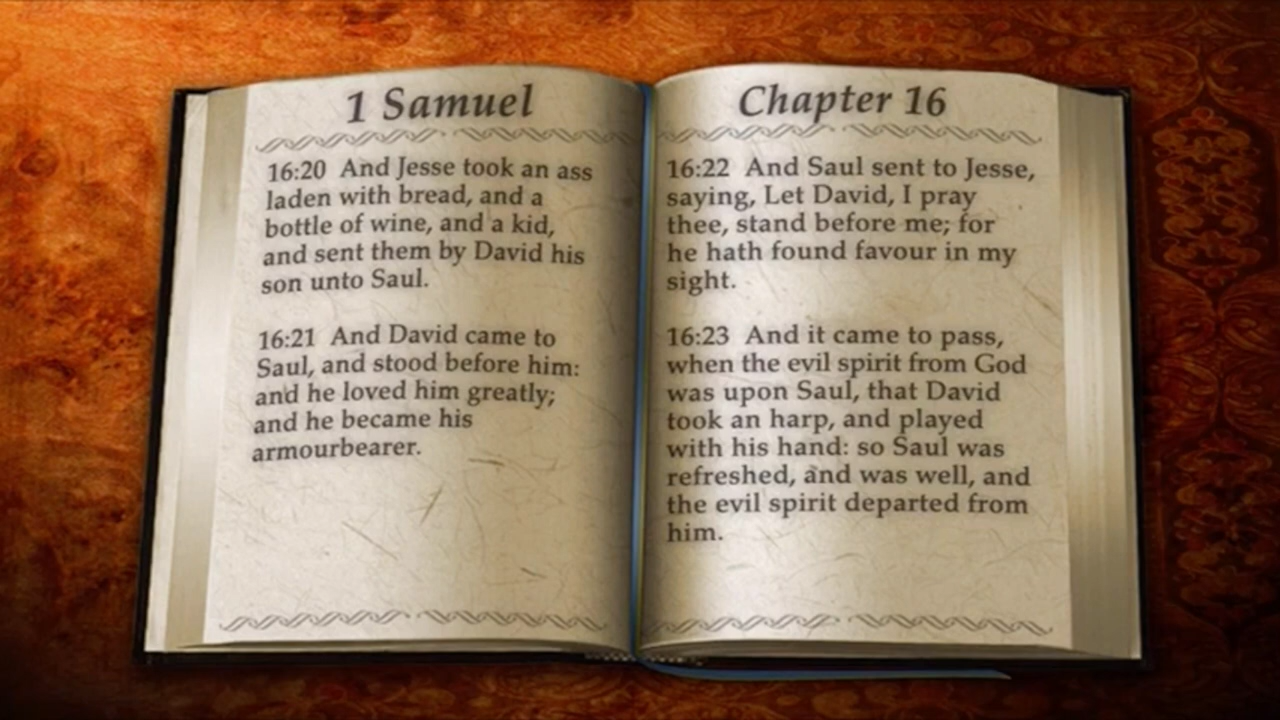 1 Samuel
16:20 And Jesse took an ass
laden with bread, and a
bottle of wine, and a kid,
and sent them by David his
son unto Saul.
16:21 And David came to
Saul, and stood before him:
and he loved him greatly;
and he became his
armourbearer.
Chapter 16
16:22 And Saul sent to Jesse,
saying, Let David, I pray
thee, stand before me; for
he hath found favour in my
sight.
16:23 And it came to pass,
when the evil spirit from God
was upon Saul, that David
took an harp, and played
with his hand: so Saul was
refreshed, and was well, and
the evil spirit departed from
him.